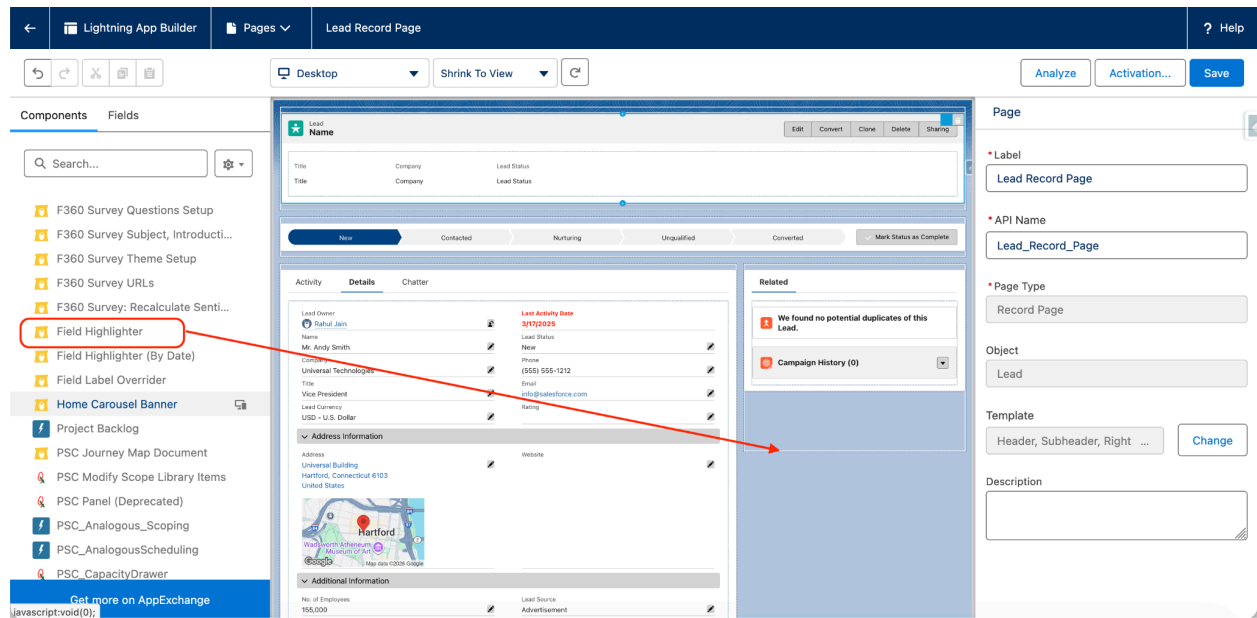 Lightning App Builder
Pages
Lead Record Page
? Help
Desktop
Shrink To View
Analyze
Activation...
Save
Components
Fields
Search...
F360 Survey Questions Setup
F360 Survey Subject, Introducti...
F360 Survey Theme Setup
F360 Survey URLs
F360 Survey: Recalculate Senti...
Field Highlighter
Field Highlighter (By Date)
Field Label Overrider
Home Carousel Banner
Project Backlog
PSC Journey Map Document
PSC Modify Scope Library Items
PSC Panel (Deprecated)
PSC_Analogous_Scoping
PSC_AnalogousScheduling
PSC_CapacityDrawer
Get more on AppExchange
javascript:void(0);
Lead
Name
Edit
Convert
Clone
Delete
Sharing
Title Company Lead Status
Title Company Lead Status
New
Contacted
Nurturing
Unqualified
Converted
Mark Status as Complete
Activity
Details
Chatter
Lead Owner
Rahul Jain
Last Activity Date
3/17/2025
Name
Mr. Andy Smith
Lead Status
New
Company
Universal Technologies
Phone
(555) 555-1212
Title
Vice President
Email
info@salesforce.com
Lead Currency
USD - U.S. Dollar
Rating
Address Information
Address
Universal Building
Hartford, Connecticut 6103
United States
Website
Hartford
Wadsworth Atheneum
Museum of Art
Google
Map data ©2026 Google
Additional Information
No. of Employees
155,000
Lead Source
Advertisement
Related
We found no potential duplicates of this
Lead.
Campaign History (0)
Page
*Label
Lead Record Page
*API Name
Lead_Record_Page
*Page Type
Record Page
Object
Lead
Template
Header, Subheader, Right ...
Change
Description